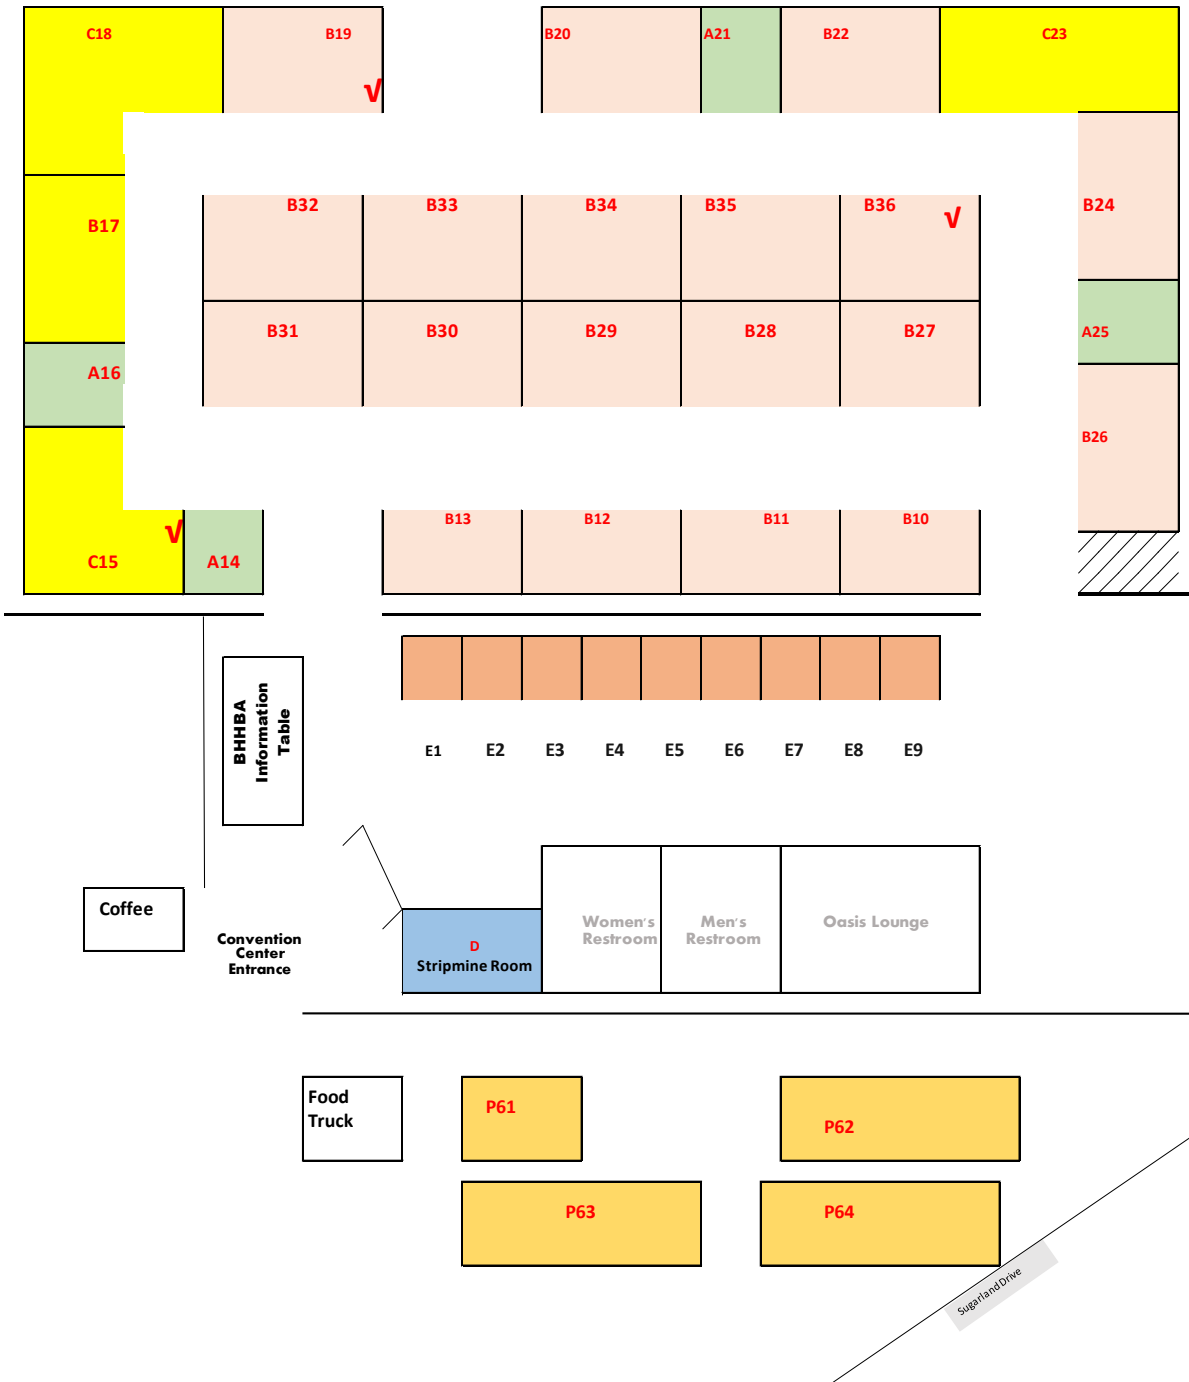 C18
B19
B20
A21
B22
C23
√
B17
B32
B33
B34
B35
B36
√
B24
A16
B31
B30
B29
B28
B27
A25
B26
C15
√
A14
B13
B12
B11
B10
BHHBA
Information
Table
E1
E2
E3
E4
E5
E6
E7
E8
E9
Coffee
Convention
Center
Entrance
D
Stripmine Room
Women's
Restroom
Men's
Restroom
Oasis Lounge
Food
Truck
P61
P62
P63
P64
Sugarland Drive